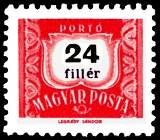 PORTÓ
24
fillér
MAGYAR POSTA
LEGRÁDY SÁNDOR